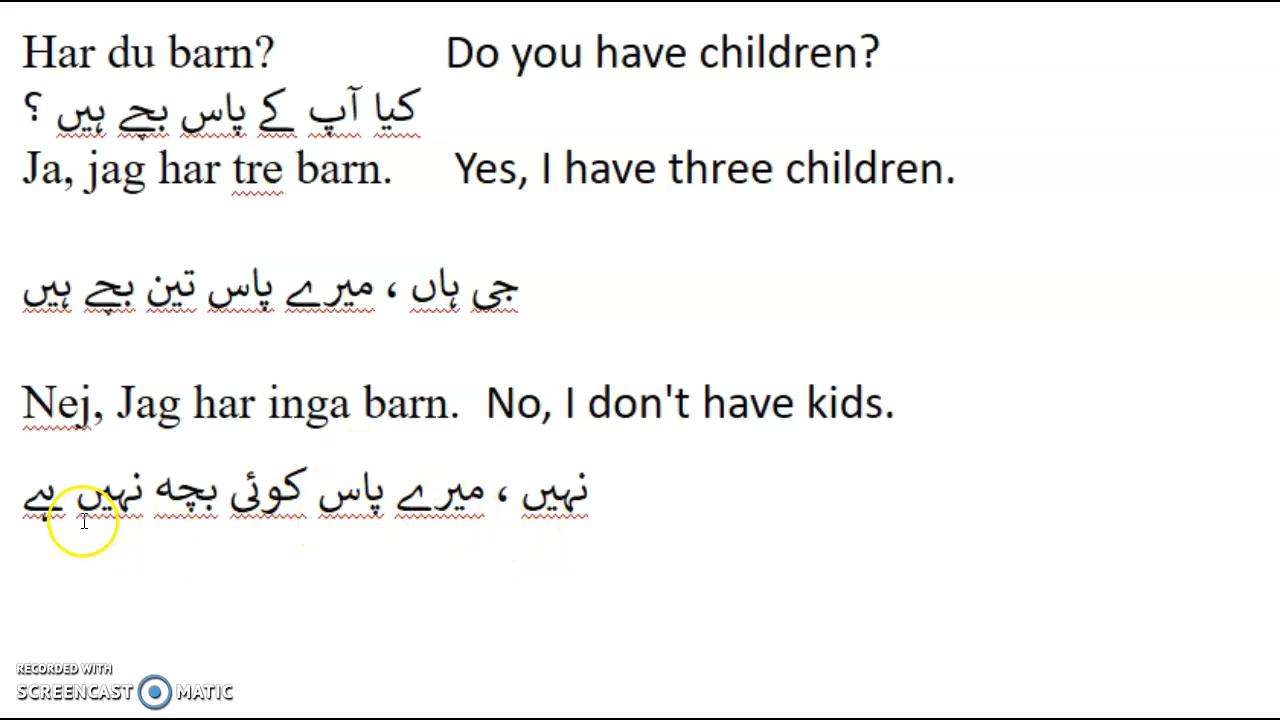 Har du barn? Do you have children?
کیا آپ کے پاس بچے ہیں ؟
Ja, jag har tre barn. Yes, I have three children.
جی ہاں ، میرے پاس تین بچے ہیں
Nej, Jag har inga barn. No, I don't have kids.
نہیں ، میرے پاس کوئی بچہ نہیں ہے
RECORDED WITH
SCREENCAST MATIC